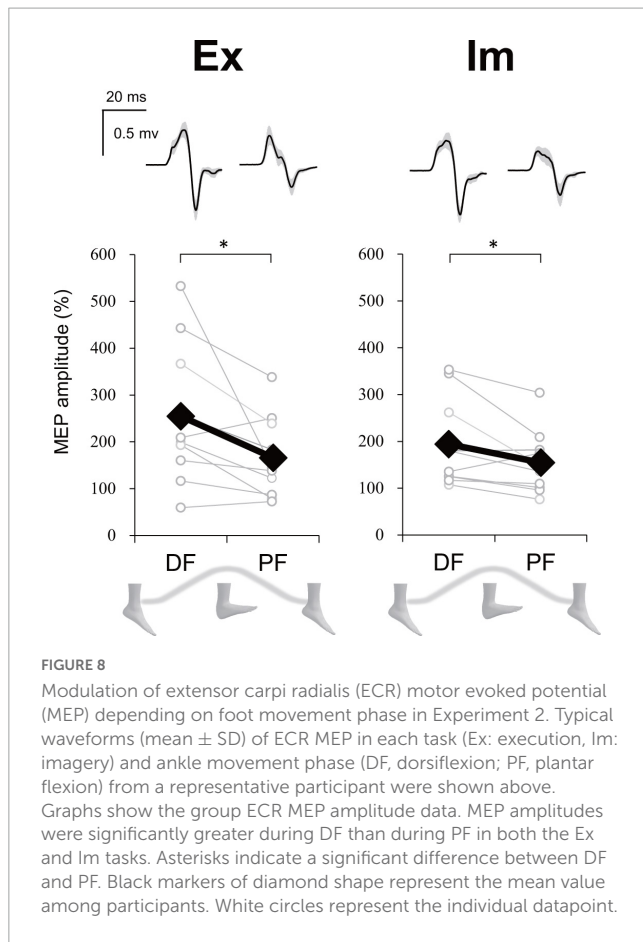 Ex Im
20 ms
0.5 mv
* *
600 600
500 500
400 400
300 300
200 200
100 100
0 0
MEP amplitude (%)
DF PF DF PF
FIGURE 8
Modulation of extensor carpi radialis (ECR) motor evoked potential
(MEP) depending on foot movement phase in Experiment 2. Typical
waveforms (mean ± SD) of ECR MEP in each task (Ex: execution, Im:
imagery) and ankle movement phase (DF, dorsiflexion; PF, plantar
flexion) from a representative participant were shown above.
Graphs show the group ECR MEP amplitude data. MEP amplitudes
were significantly greater during DF than during PF in both the Ex
and Im tasks. Asterisks indicate a significant difference between DF
and PF. Black markers of diamond shape represent the mean value
among participants. White circles represent the individual datapoint.